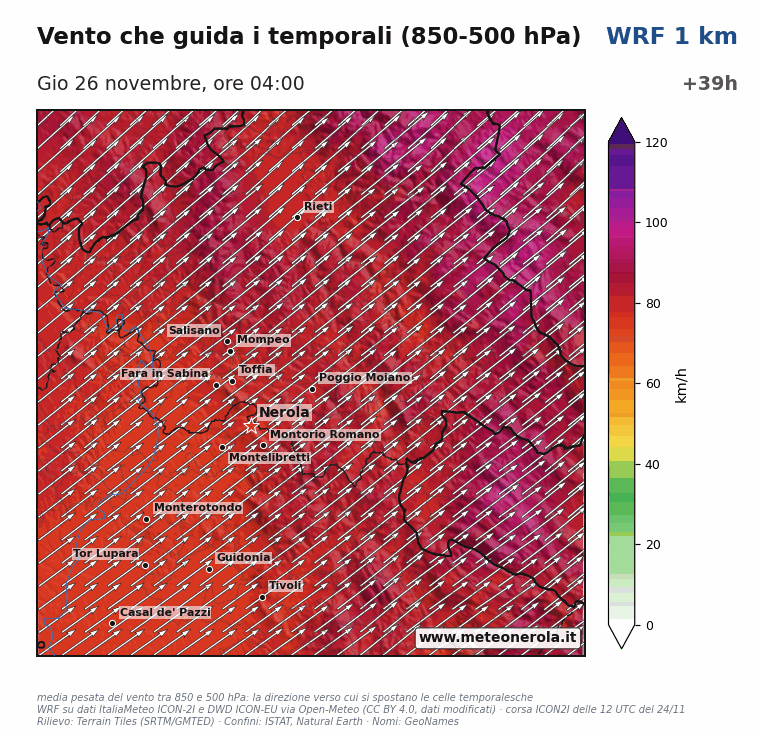 Vento che guida i temporali (850-500 hPa) WRF 1 km
Gio 26 novembre, ore 04:00 +39h
120
100
80
60
40
20
0
km/h
Rieti
Salisano
Mompeo
Toffia
Fara in Sabina
Poggio Moiano
Nerola
Montorio Romano
Montelibretti
Monterotondo
Tor Lupara
Guidonia
Tivoli
Casal de' Pazzi
www.meteonerola.it
media pesata del vento tra 850 e 500 hPa: la direzione verso cui si spostano le celle temporalesche
WRF su dati ItaliaMeteo ICON-2I e DWD ICON-EU via Open-Meteo (CC BY 4.0, dati modificati) · corsa ICON2I delle 12 UTC del 24/11
Rilievo: Terrain Tiles (SRTM/GMTED) · Confini: ISTAT, Natural Earth · Nomi: GeoNames